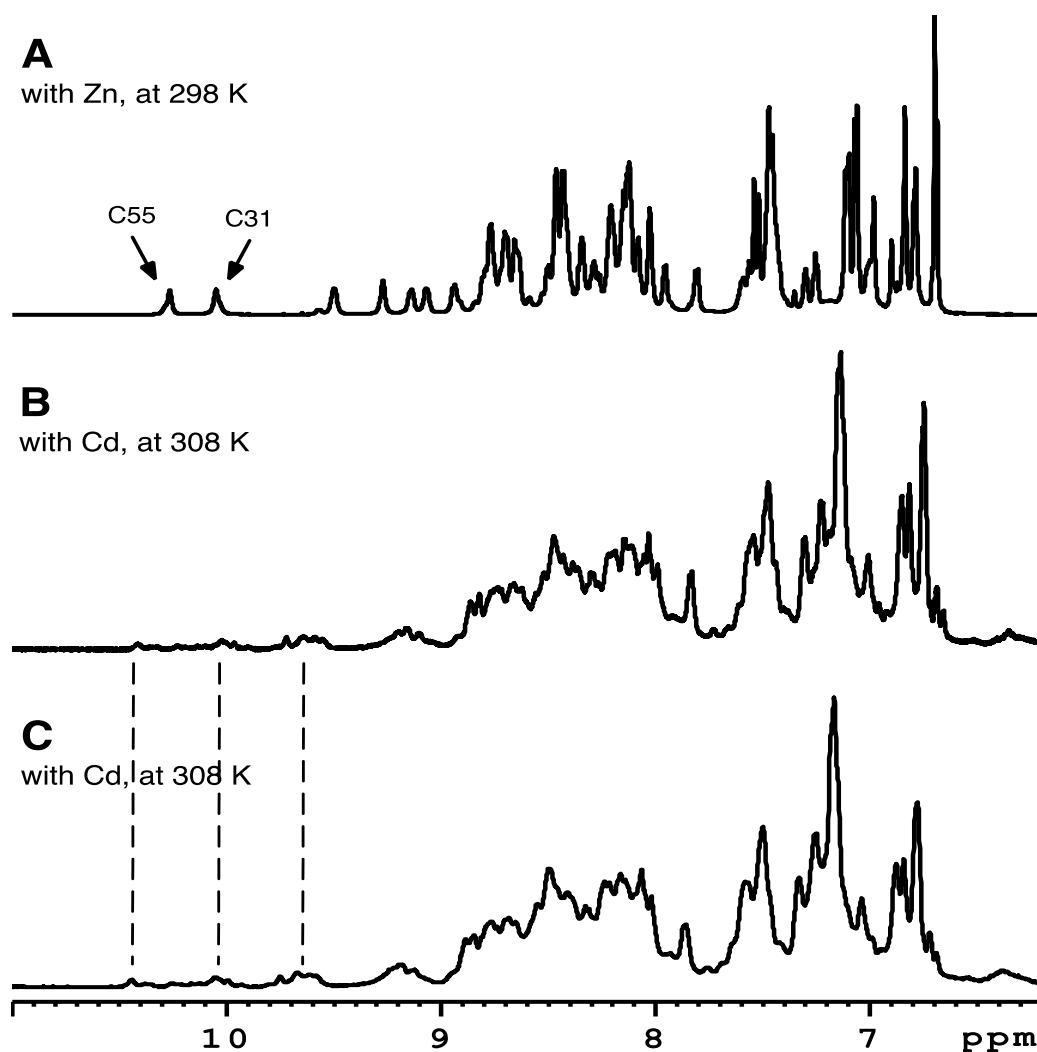 A
with Zn, at 298 K
C55
C31
B
with Cd, at 308 K
C
with Cd, at 308 K
10 9 8 7 ppm